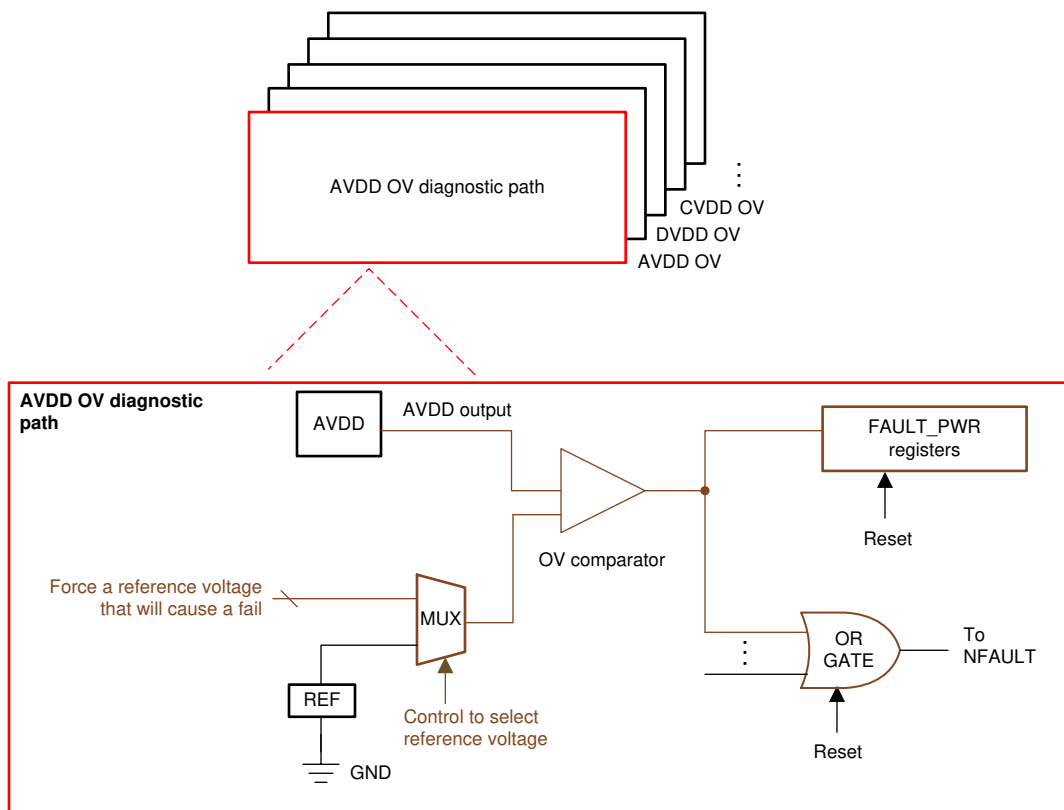 AVDD OV diagnostic path
⋮
CVDD OV
DVDD OV
AVDD OV
AVDD OV diagnostic
path
AVDD
AVDD output
FAULT_PWR
registers
Reset
OV comparator
Force a reference voltage
that will cause a fail
MUX
REF
Control to select
reference voltage
GND
⋮
OR
GATE
To
NFAULT
Reset